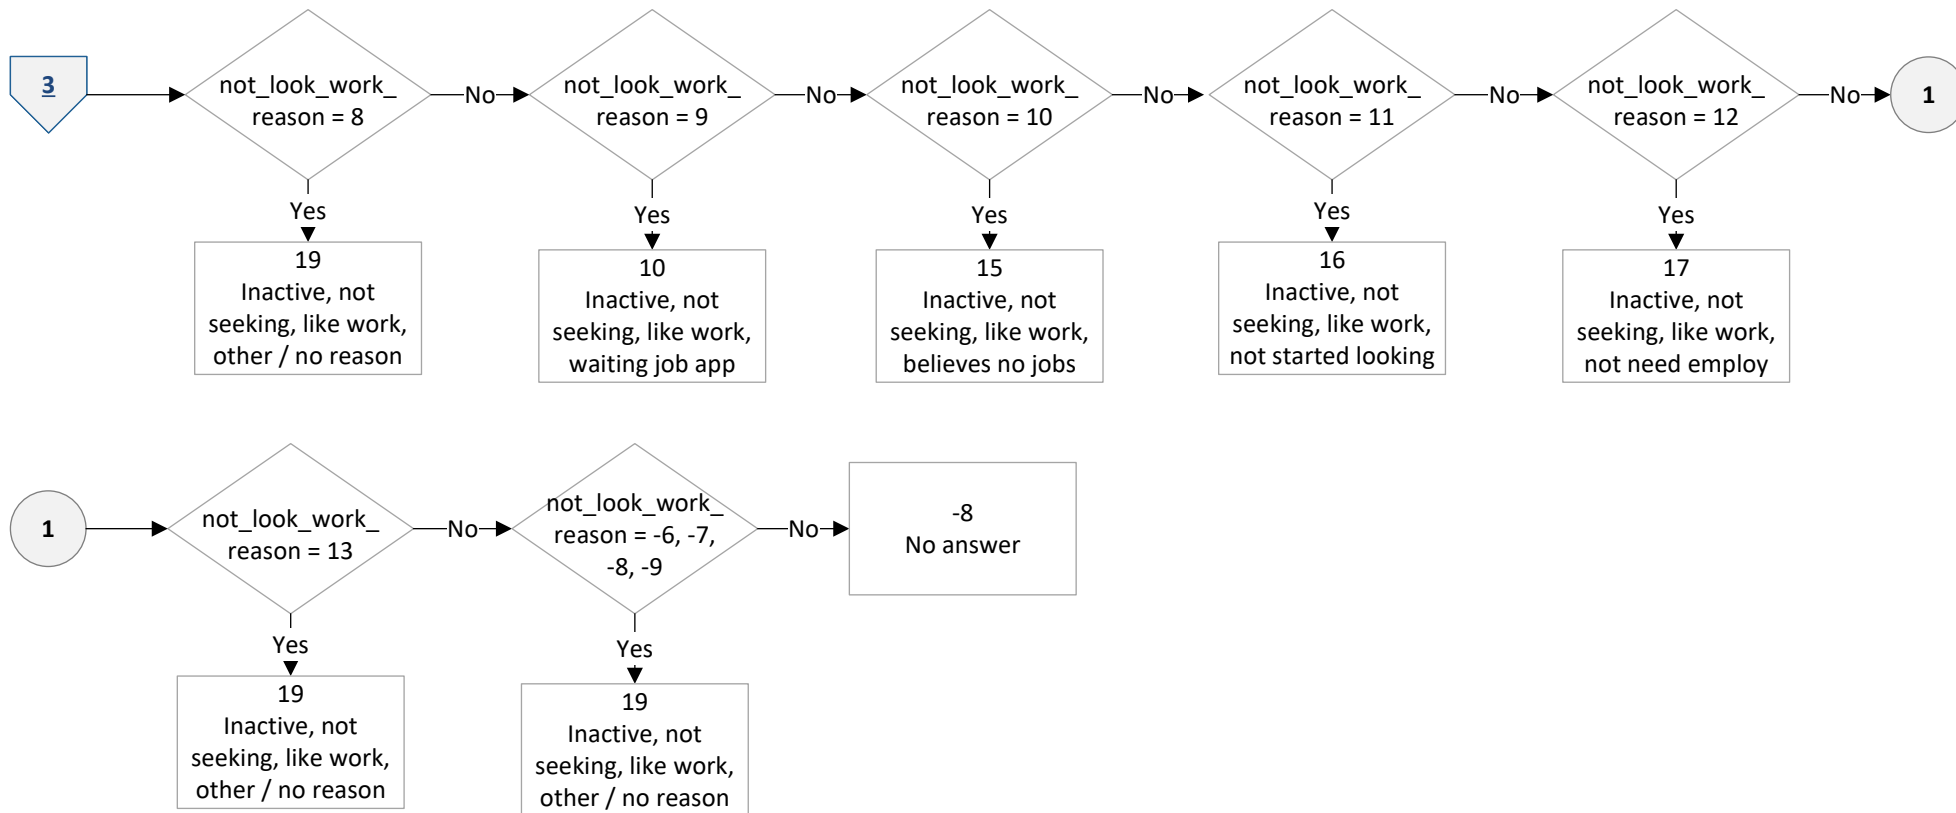 3
not_look_work_
reason = 8
No
not_look_work_
reason = 9
No
not_look_work_
reason = 10
No
not_look_work_
reason = 11
No
not_look_work_
reason = 12
No
1
Yes
Yes
Yes
Yes
Yes
19
Inactive, not
seeking, like work,
other / no reason
10
Inactive, not
seeking, like work,
waiting job app
15
Inactive, not
seeking, like work,
believes no jobs
16
Inactive, not
seeking, like work,
not started looking
17
Inactive, not
seeking, like work,
not need employ
1
not_look_work_
reason = 13
No
not_look_work_
reason = -6, -7,
-8, -9
No
-8
No answer
Yes
Yes
19
Inactive, not
seeking, like work,
other / no reason
19
Inactive, not
seeking, like work,
other / no reason